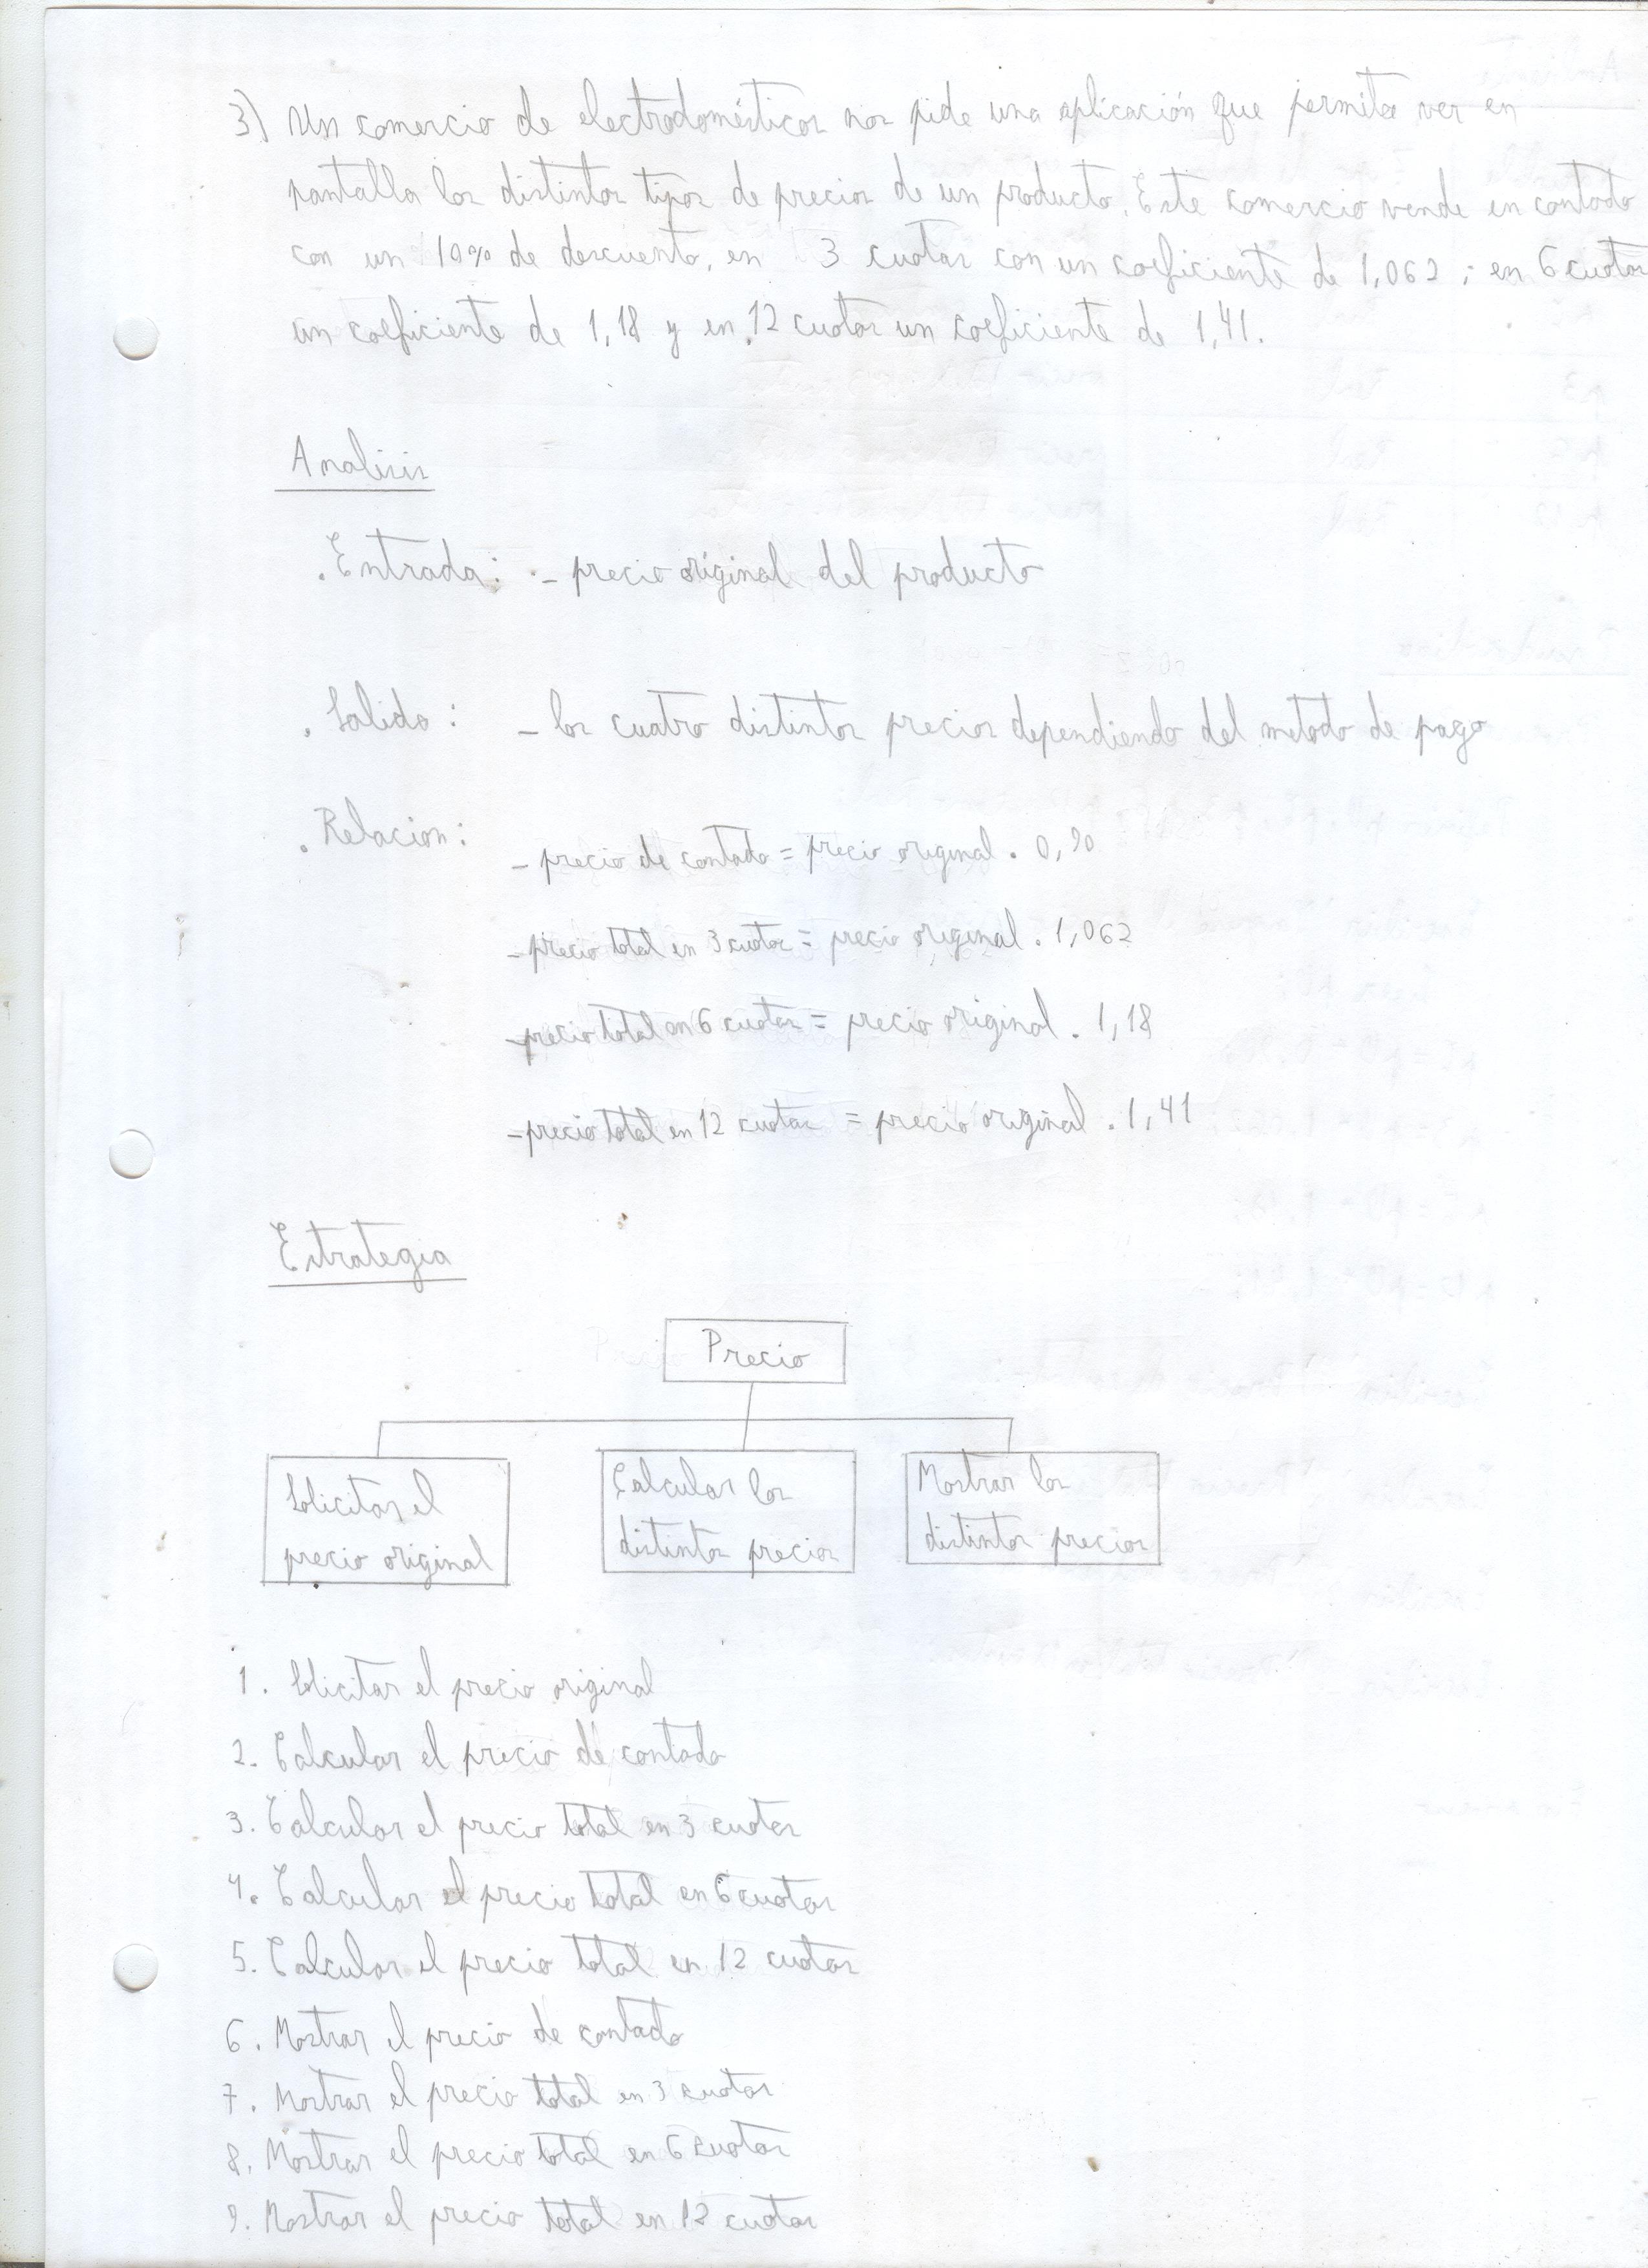 3) Un comercio de electrodomésticos nos pide una aplicación que permita ver en
pantalla los distintos tipos de precios de un producto. Este comercio vende en contado
con un 10% de descuento, en 3 cuotas con un coeficiente de 1,062 ; en 6 cuotas
un coeficiente de 1,18 y en 12 cuotas un coeficiente de 1,41.
Analisis
. Entrada: - precio original del producto
. Salida : - los cuatro distintos precios dependiendo del metodo de pago
. Relacion :
- precio de contado = precio original . 0,90
- precio total en 3 cuotas = precio original . 1,062
- precio total en 6 cuotas = precio original . 1,18
- precio total en 12 cuotas = precio original . 1,41
Estrategia
Precio
Solicitar el
precio original
Calcular los
distintos precios
Mostrar los
distintos precios
1. Solicitar el precio original
2. Calcular el precio de contado
3. Calcular el precio total en 3 cuotas
4. Calcular el precio total en 6 cuotas
5. Calcular el precio total en 12 cuotas
6. Mostrar el precio de contado
7. Mostrar el precio total en 3 cuotas
8. Mostrar el precio total en 6 cuotas
9. Mostrar el precio total en 12 cuotas